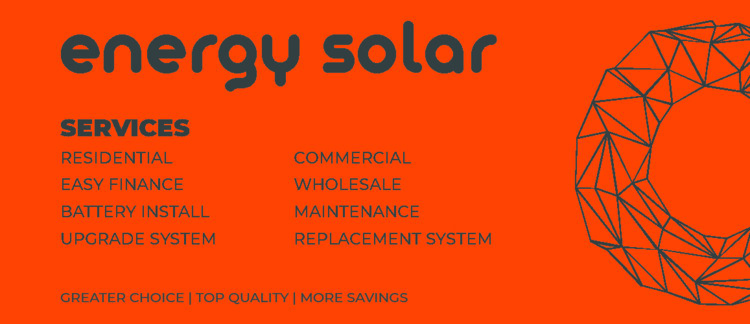 energy solar
SERVICES
RESIDENTIAL
EASY FINANCE
BATTERY INSTALL
UPGRADE SYSTEM
COMMERCIAL
WHOLESALE
MAINTENANCE
REPLACEMENT SYSTEM
GREATER CHOICE | TOP QUALITY | MORE SAVINGS